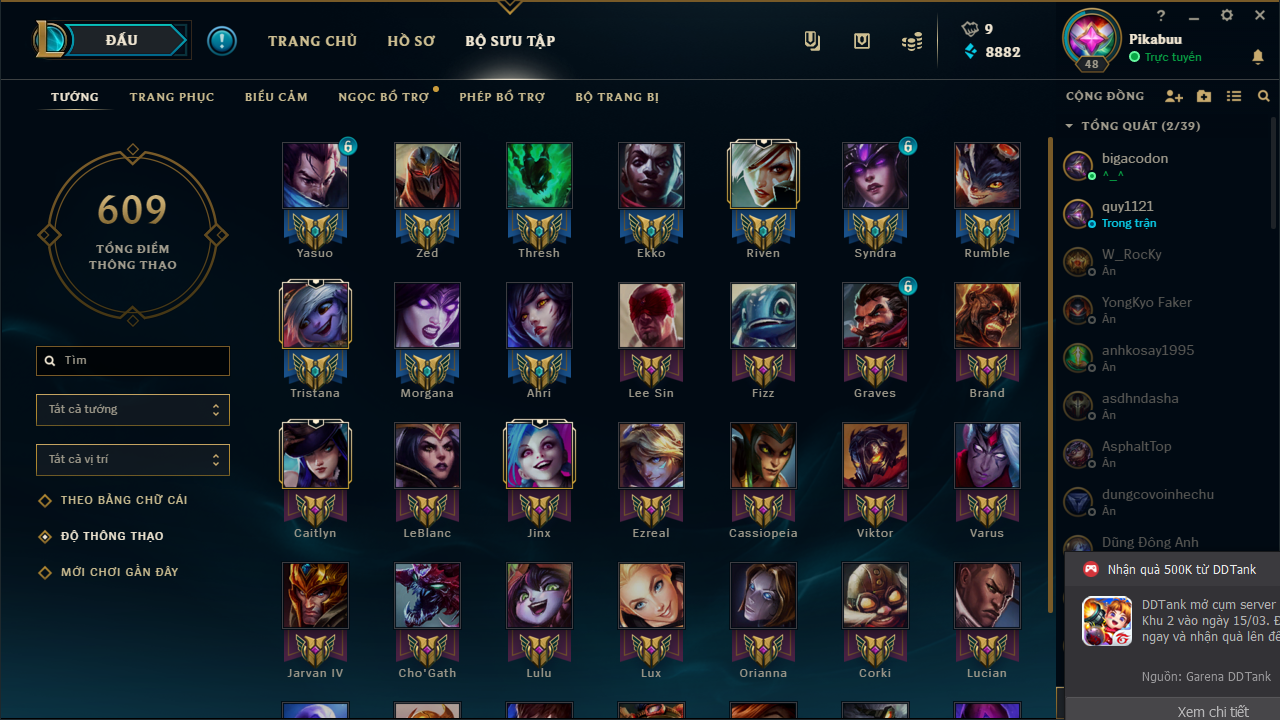 ĐẤU
!
TRANG CHỦ
HỒ SƠ
BỘ SƯU TẬP
9
8882
?
48
Pikabuu
Trực tuyến
TƯỚNG
TRANG PHỤC
BIỂU CẢM
NGỌC BỔ TRỢ
PHÉP BỔ TRỢ
BỘ TRANG BỊ
CỘNG ĐỒNG
TỔNG QUÁT (2/39)
609
TỔNG ĐIỂM
THÔNG THẠO
Tìm
Tất cả tướng
Tất cả vị trí
THEO BẢNG CHỮ CÁI
ĐỘ THÔNG THẠO
MỚI CHƠI GẦN ĐÂY
6
6
Yasuo
Zed
Thresh
Ekko
Riven
Syndra
Rumble
6
Tristana
Morgana
Ahri
Lee Sin
Fizz
Graves
Brand
Caitlyn
LeBlanc
Jinx
Ezreal
Cassiopeia
Viktor
Varus
Jarvan IV
Cho'Gath
Lulu
Lux
Orianna
Corki
Lucian
bigacodon
^_^
quy1121
Trong trận
W_RocKy
Ẩn
YongKyo Faker
Ẩn
anhkosay1995
Ẩn
asdhndasha
Ẩn
AsphaltTop
Ẩn
dungcovoinhechu
Ẩn
Dũng Đông Anh
Nhận quà 500K từ DDTank
DDTank mở cụm server
Khu 2 vào ngày 15/03. Đ
ngay và nhận quà lên đế
Nguồn: Garena DDTank
Xem chi tiết